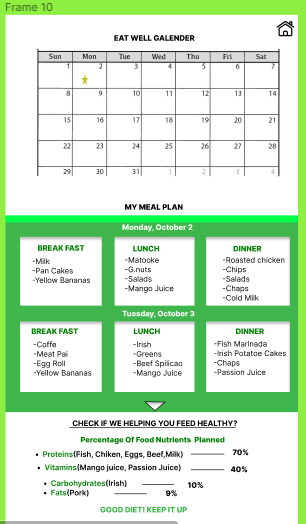 Frame 10
EAT WELL GALENDER
Sun Mon Tue Wed Thu Fri Sat
1 2 3 4 5 6 7
8 9 10 11 12 13 14
15 16 17 18 19 20 21
22 23 24 25 26 27 28
29 30 31 1 2 3 4
MY MEAL PLAN
Monday, October 2
BREAK FAST
-Milk
-Pan Cakes
-Yellow Bananas
LUNCH
-Matooke
-G.nuts
-Salads
-Mango Juice
DINNER
-Roasted chicken
-Chips
-Salads
-Chaps
-Cold Milk
Tuesday, October 3
BREAK FAST
-Coffe
-Meat Pai
-Egg Roll
-Yellow Bananas
LUNCH
-Irish
-Greens
-Beef Spilicao
-Mango Juice
DINNER
-Fish Marinada
-Irish Potatoe Cakes
-Chaps
-Passion Juice
CHECK IF WE HELPING YOU FEED HEALTHY?
Percentage Of Food Nutrients Planned
• Proteins(Fish, Chiken, Eggs, Beef,Milk) 70%
• Vitamins(Mango juice, Passion Juice) 40%
• Carbohydrates(Irish) 10%
• Fats(Pork) 9%
GOOD DIET! KEEP IT UP